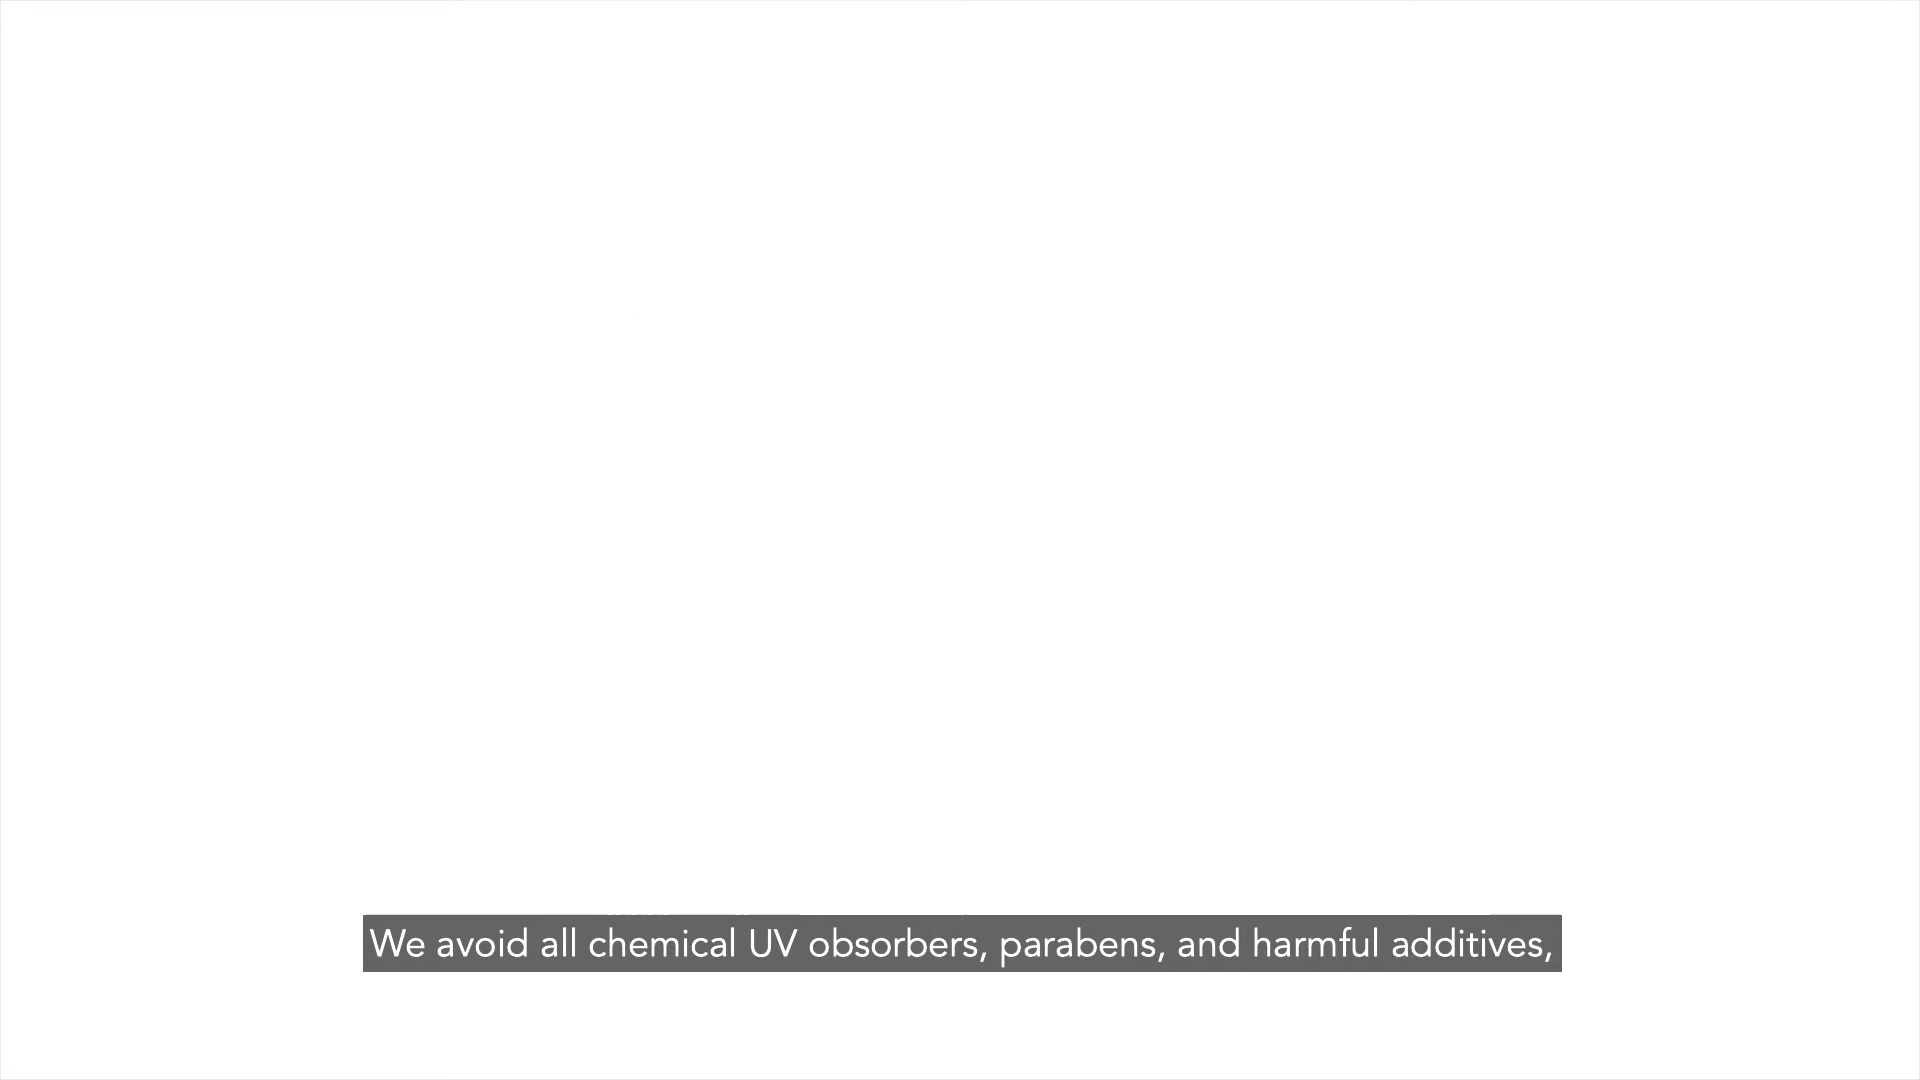 We avoid all chemical UV obsorbers, parabens, and harmful additives,